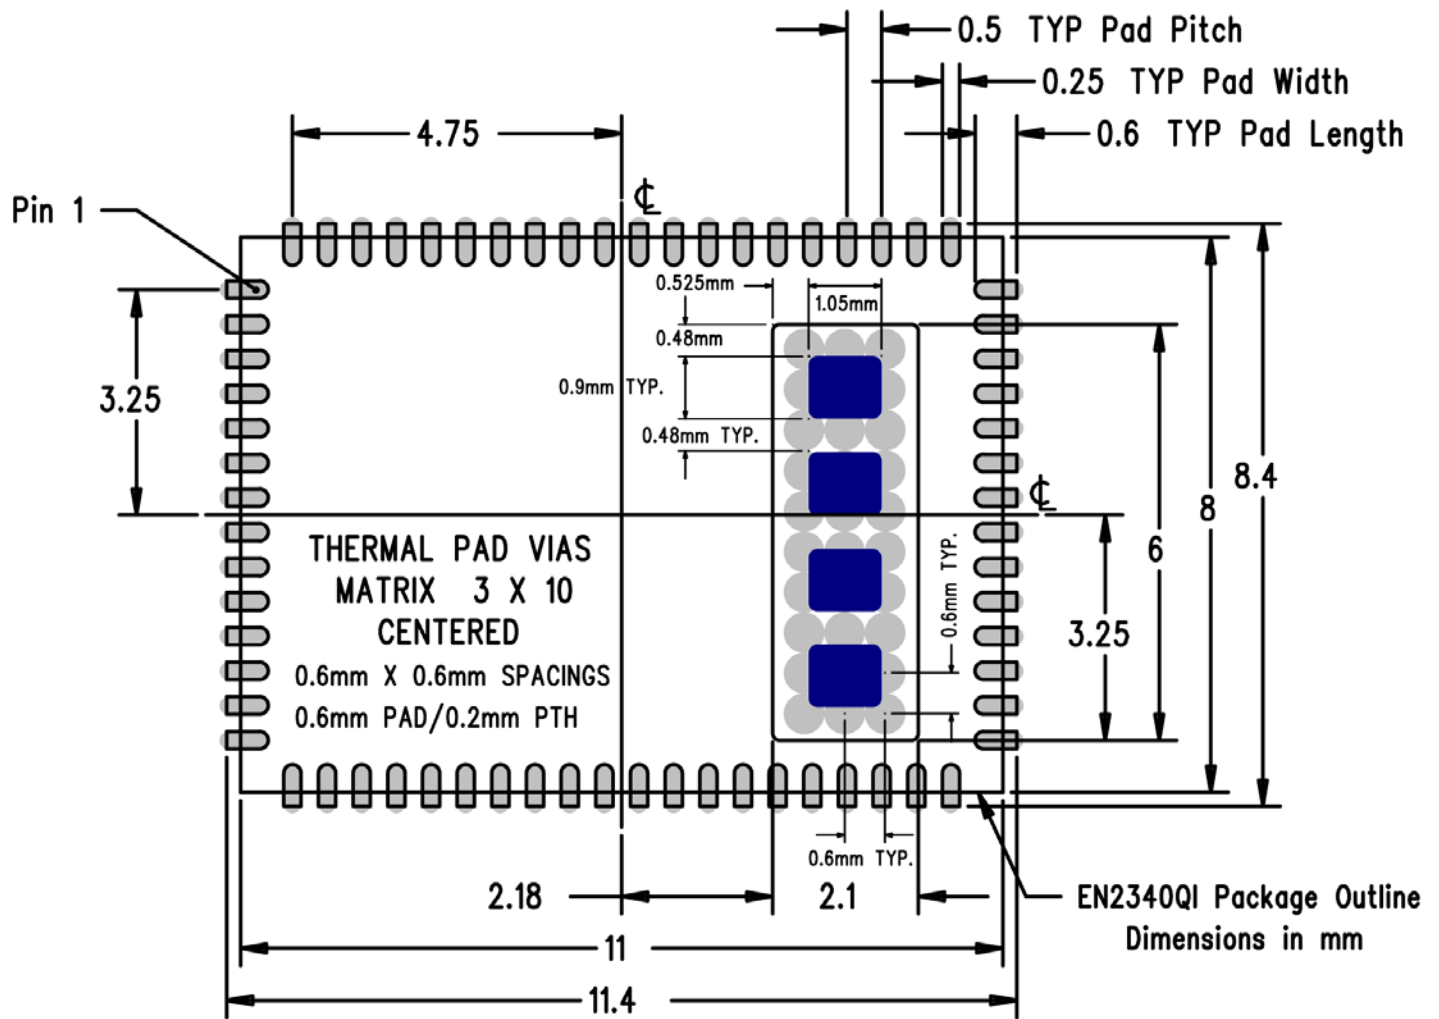 0.5 TYP Pad Pitch
0.25 TYP Pad Width
4.75
0.6 TYP Pad Length
℄
Pin 1
0.525mm
1.05mm
0.48mm
0.9mm TYP.
3.25
0.48mm TYP.
8.4
℄
8
THERMAL PAD VIAS
MATRIX 3 X 10
CENTERED
0.6mm X 0.6mm SPACINGS
0.6mm PAD/0.2mm PTH
0.6mm TYP.
6
3.25
0.6mm TYP.
2.18
2.1
EN2340QI Package Outline
Dimensions in mm
11
11.4